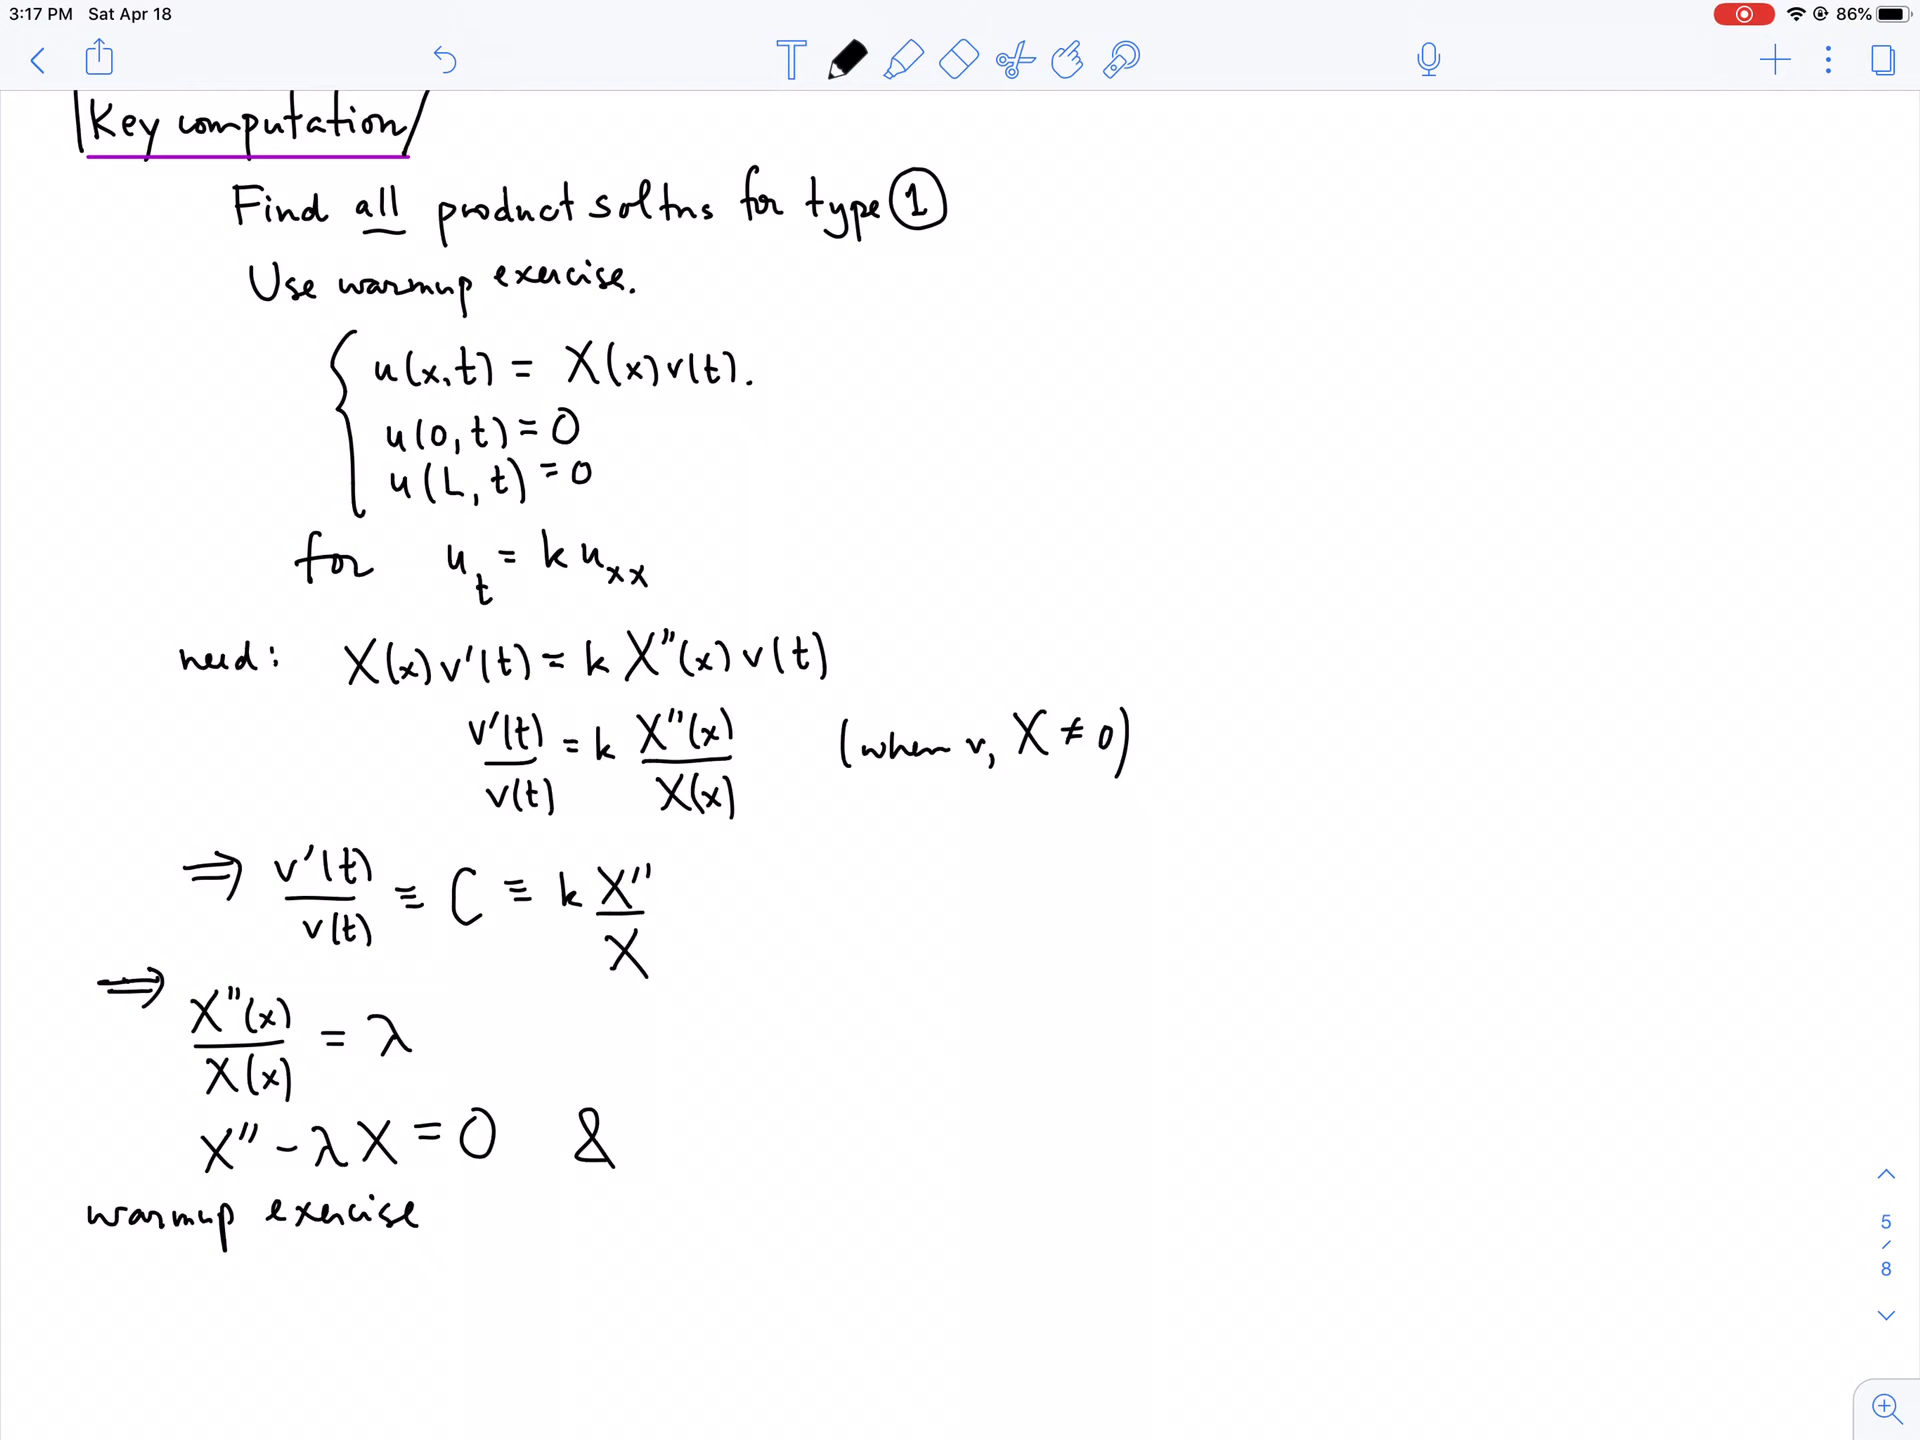 3:17 PM Sat Apr 18 86%
Key computation
Find all product soltns for type ①
Use warmup exercise.
u(x,t) = X(x)v(t).
u(0,t) = 0
u(L,t) = 0
for u_t = k u_xx
need: X(x)v'(t) = k X''(x)v(t)
v'(t)/v(t) = k X''(x)/X(x) (when v, X ≠ 0)
⇒ v'(t)/v(t) ≡ C ≡ k X''/X
⇒ X''(x)/X(x) = λ
X'' - λX = 0 &
warmup exercise
5
/
8